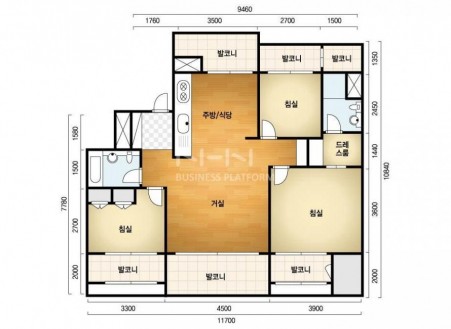 9460
1760 3500 2700 1500
발코니 발코니 발코니
1350
주방/식당 침실
2450
1580
드레스룸
1440
10840
NHN
BUSINESS PLATFORM
1500
7780
거실 침실
3600
침실
2700
발코니 발코니 발코니
2000 2000
3300 4500 3900
11700